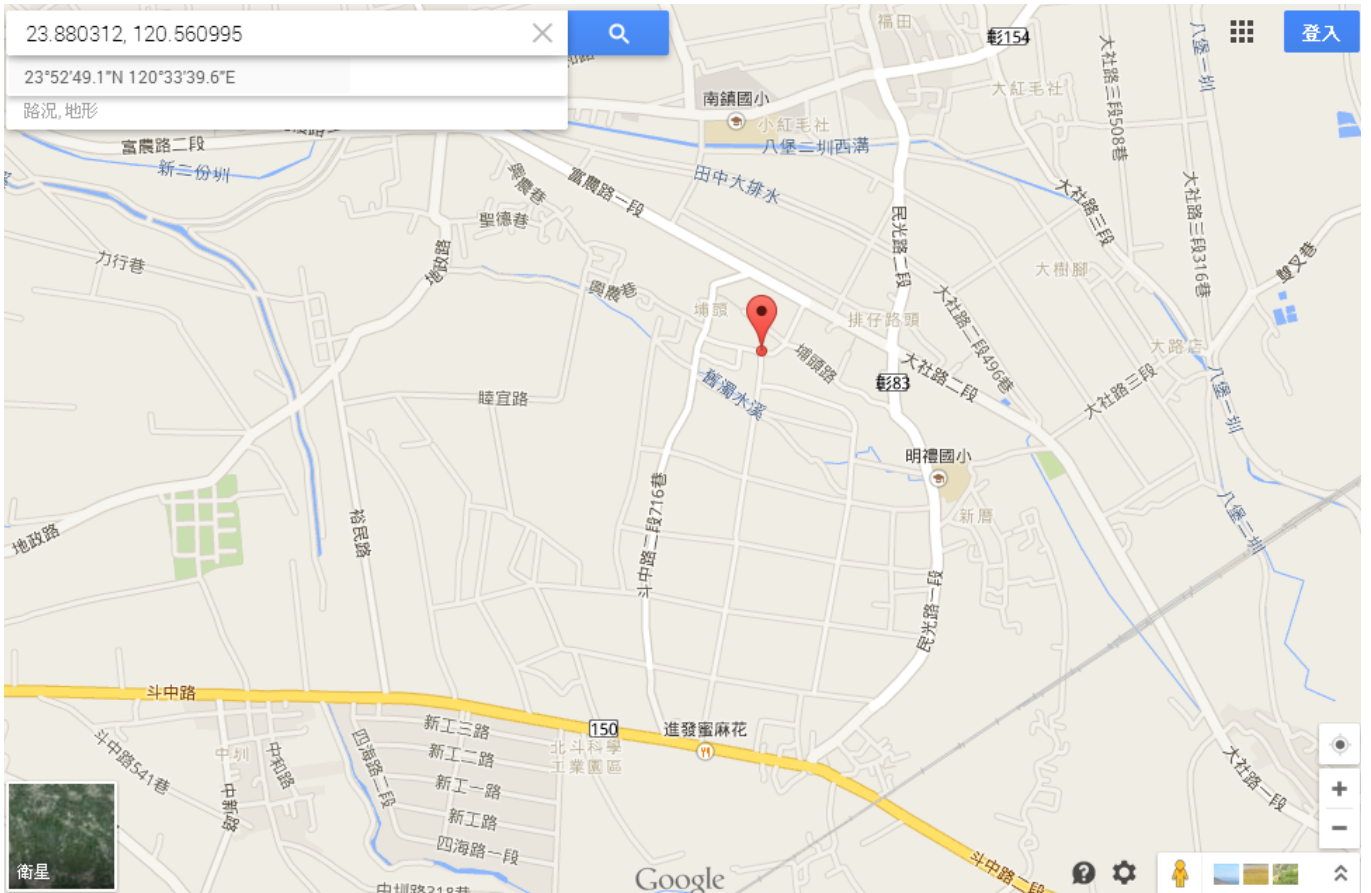 23.880312, 120.560995
登入
23°52'49.1"N 120°33'39.6"E
路況, 地形
福田
彰154
八堡一圳
大社路三段508巷
大紅毛社
南鎮國小
小紅毛社
八堡二圳西溝
富農路二段
新二份圳
興農巷
富農路一段
田中大排水
大社路三段
大社路三段316巷
聖德巷
民光路二段
雙叉巷
力行巷
地政路
大樹腳
興農巷
埔頭
大社路二段496巷
排仔路頭
埔頭路
大路店
大社路二段
彰83
舊濁水溪
大社路三段
八堡一圳
睦宜路
明禮國小
斗中路二段716巷
新厝
八堡二圳
裕民路
地政路
民光路一段
斗中路
新工三路
150
進發蜜麻花
斗中路541巷
中圳
中和路
四海路二段
新工二路
北斗科學
工業園區
新工一路
大社路一段
中新路
新工路
四海路一段
衛星
中圳路318巷
Google
斗中路一段